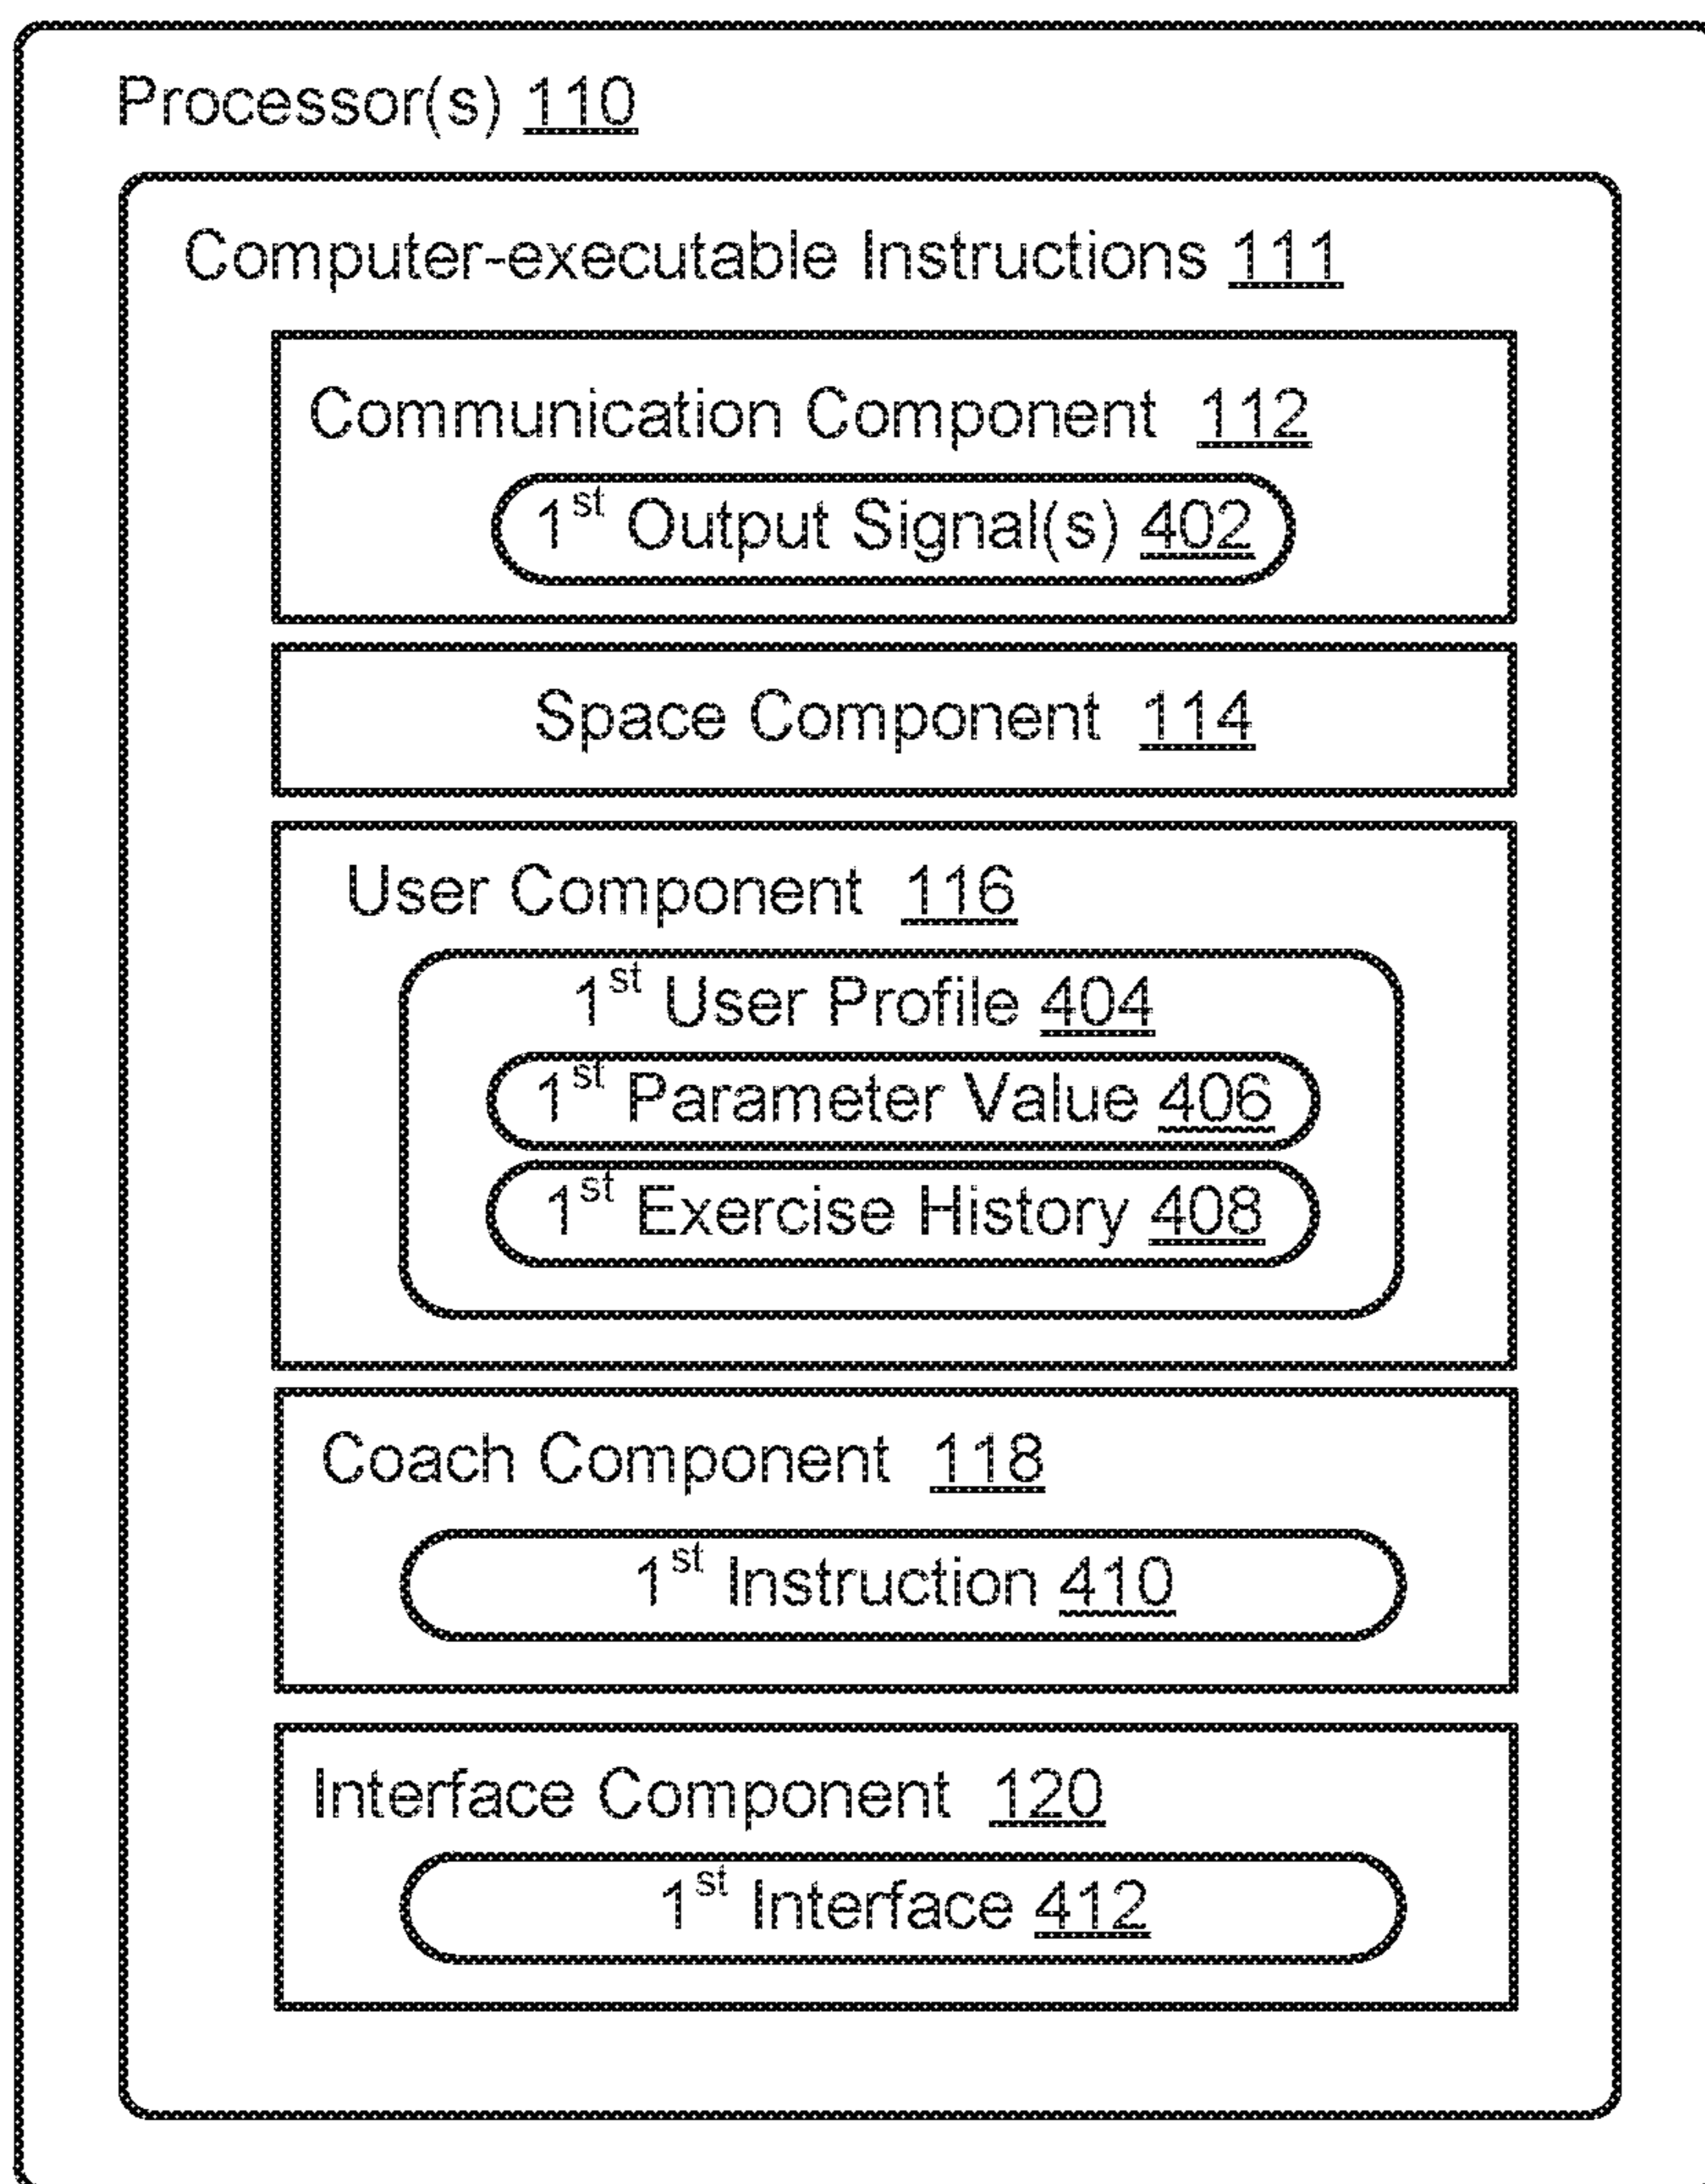 Processor(s) 110
Computer-executable Instructions 111
Communication Component 112
1st Output Signal(s) 402
Space Component 114
User Component 116
1st User Profile 404
1st Parameter Value 406
1st Exercise History 408
Coach Component 118
1st Instruction 410
Interface Component 120
1st Interface 412